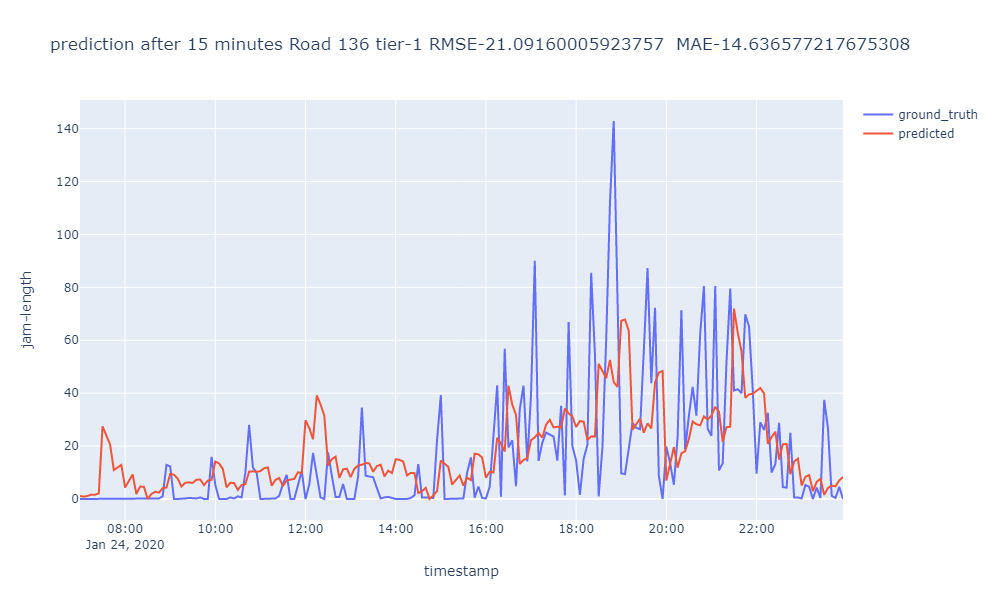 prediction after 15 minutes Road 136 tier-1 RMSE-21.09160005923757  MAE-14.636577217675308
ground_truth
predicted
140
120
100
80
60
40
20
0
jam-length
08:00 10:00 12:00 14:00 16:00 18:00 20:00 22:00
Jan 24, 2020
timestamp